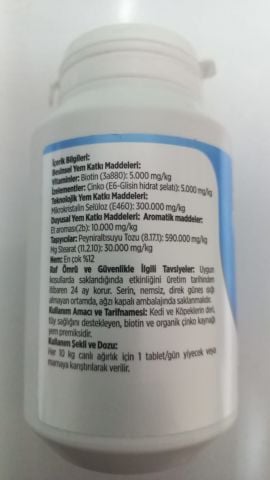 İçerik Bilgileri:
Besinsel Yem Katkı Maddeleri:
Vitaminler: Biotin (3a880): 5.000 mg/kg
İzelementler: Çinko (E6-Glisin hidrat şelatı): 5.000 mg/kg
Teknolojik Yem Katkı Maddeleri:
Mikrokristalin Selüloz (E460): 300.000 mg/kg
Duyusal Yem Katkı Maddeleri: Aromatik maddeler:
Et aroması(2b): 10.000 mg/kg
Taşıyıcılar: Peyniraltısuyu Tozu (8.17.1): 590.000 mg/kg
Mg Stearat (11.2.10): 30.000 mg/kg
Nem: En çok %12
Raf Ömrü ve Güvenlikle İlgili Tavsiyeler: Uygun
koşullarda saklandığında etkinliğini üretim tarihinden
itibaren 24 ay korur. Serin, nemsiz, direk güneş ışığı
almayan ortamda, ağzı kapalı ambalajında saklanmalıdır.
Kullanım Amacı ve Tarifnamesi: Kedi ve Köpeklerin deri,
tüy sağlığını destekleyen, biotin ve organik çinko kaynağı
yem premiksidir.
Kullanım Şekli ve Dozu:
Her 10 kg canlı ağırlık için 1 tablet/gün yiyecek veya
mamaya karıştırılarak verilir.